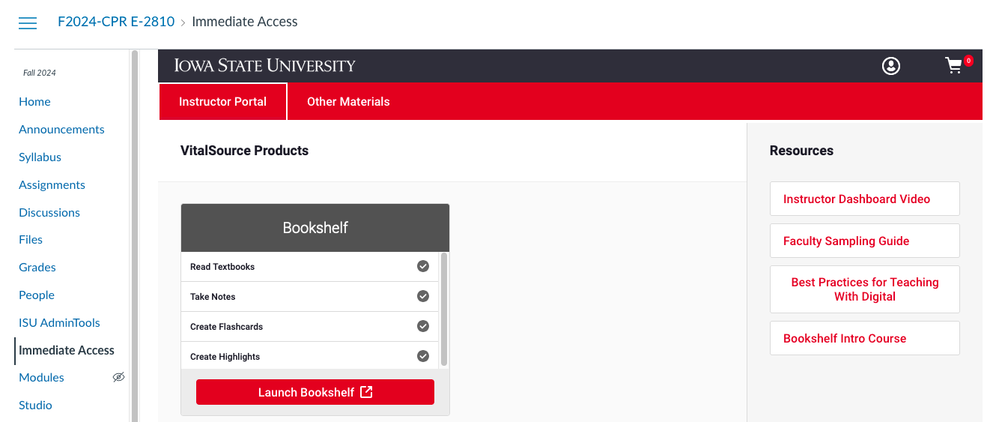 F2024-CPR E-2810 > Immediate Access
Fall 2024
Home
Announcements
Syllabus
Assignments
Discussions
Files
Grades
People
ISU AdminTools
Immediate Access
Modules
Studio
IOWA STATE UNIVERSITY
0
Instructor Portal
Other Materials
VitalSource Products
Bookshelf
Read Textbooks
Take Notes
Create Flashcards
Create Highlights
Launch Bookshelf
Resources
Instructor Dashboard Video
Faculty Sampling Guide
Best Practices for Teaching
With Digital
Bookshelf Intro Course